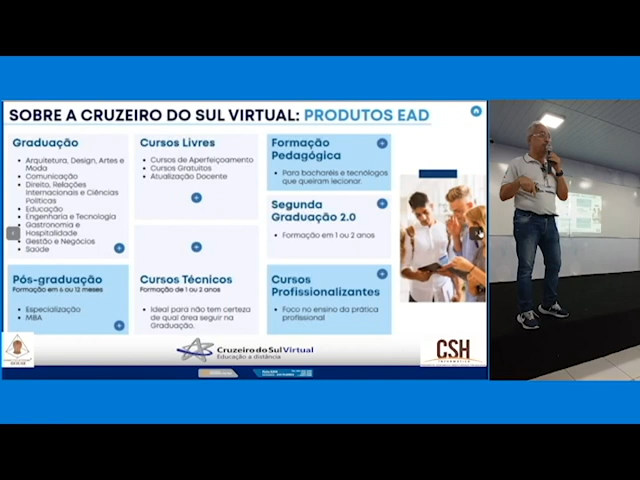 SOBRE A CRUZEIRO DO SUL VIRTUAL: PRODUTOS EAD
Graduação
Arquitetura, Design, Artes e
Moda
Comunicação
Direito, Relações
Internacionais e Ciências
Políticas
Educação
Engenharia e Tecnologia
Gastronomia e
Hospitalidade
Gestão e Negócios
Saúde
Cursos Livres
Cursos de Aperfeiçoamento
Cursos Gratuitos
Atualização Docente
Formação
Pedagógica
Para bacharéis e tecnólogos
que queiram lecionar.
Segunda
Graduação 2.0
Formação em 1 ou 2 anos
Pós-graduação
Formação em 6 ou 12 meses
Especialização
MBA
Cursos Técnicos
Formação de 1 ou 2 anos
Ideal para não tem certeza
de qual área seguir na
Graduação.
Cursos
Profissionalizantes
Foco no ensino da prática
profissional
Cruzeiro do Sul Virtual
Educação a distância
CSH
INFORMÁTICA